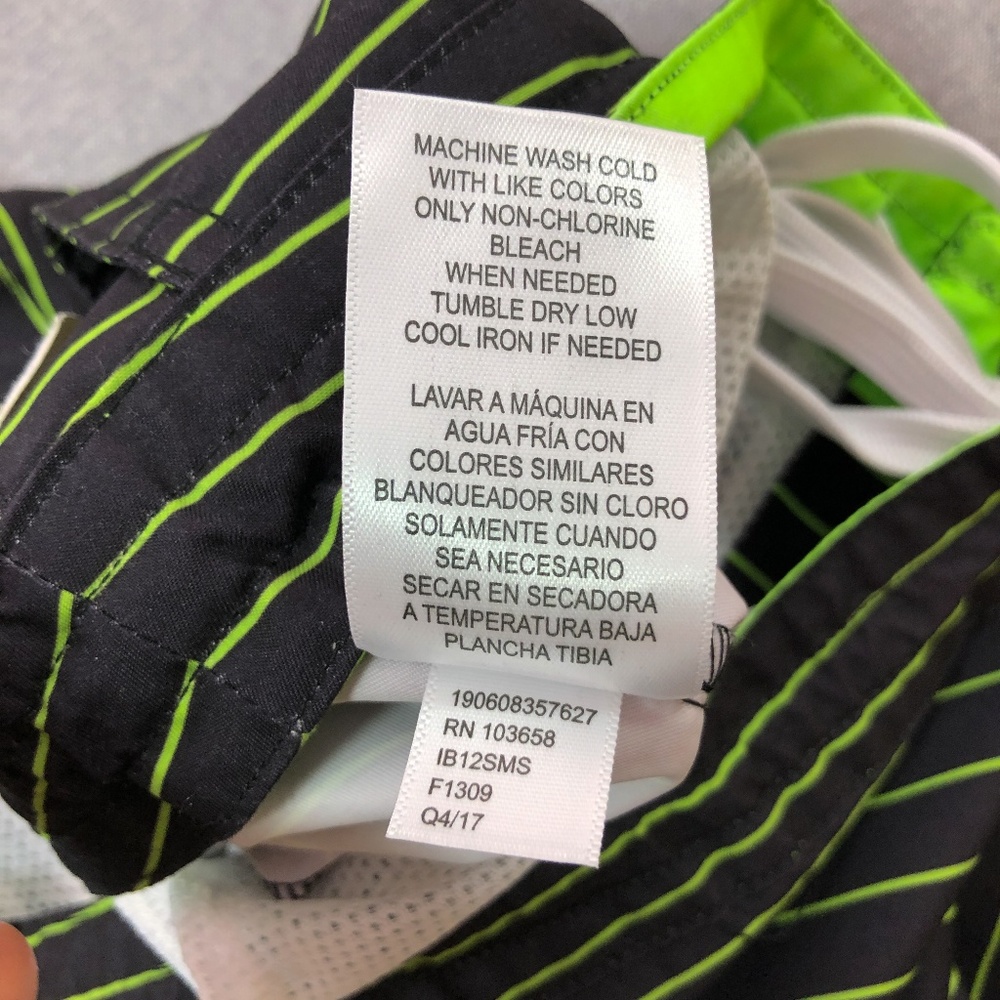 MACHINE WASH COLD
WITH LIKE COLORS
ONLY NON-CHLORINE
BLEACH
WHEN NEEDED
TUMBLE DRY LOW
COOL IRON IF NEEDED
LAVAR A MÁQUINA EN
AGUA FRÍA CON
COLORES SIMILARES
BLANQUEADOR SIN CLORO
SOLAMENTE CUANDO
SEA NECESARIO
SECAR EN SECADORA
A TEMPERATURA BAJA
PLANCHA TIBIA
190608357627
RN 103658
IB12SMS
F1309
Q4/17